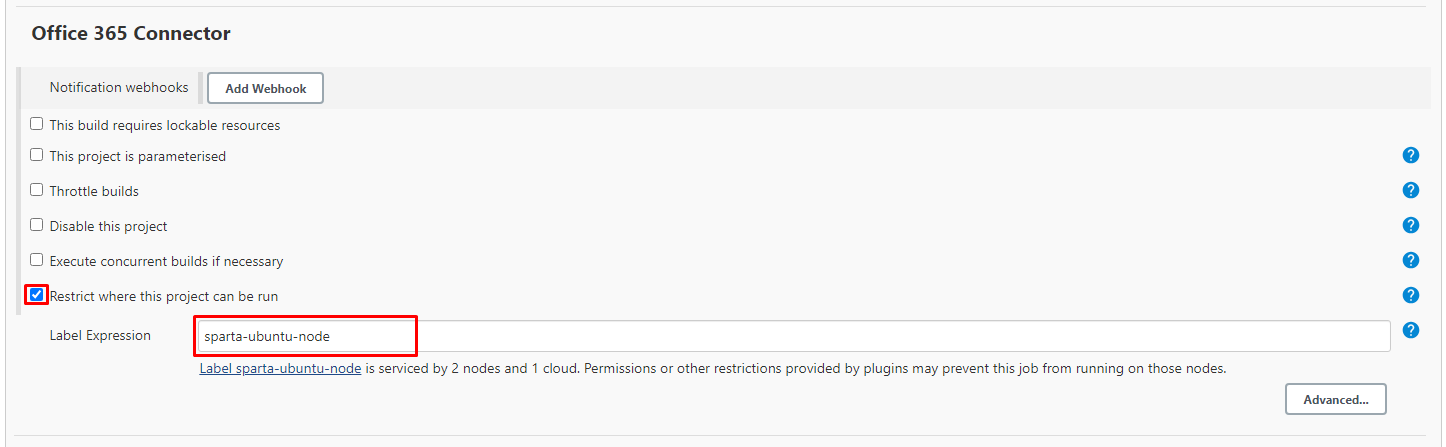 Office 365 Connector
Notification webhooks Add Webhook
This build requires lockable resources
This project is parameterised ?
Throttle builds ?
Disable this project ?
Execute concurrent builds if necessary ?
Restrict where this project can be run ?
Label Expression sparta-ubuntu-node ?
Label sparta-ubuntu-node is serviced by 2 nodes and 1 cloud. Permissions or other restrictions provided by plugins may prevent this job from running on those nodes.
Advanced...